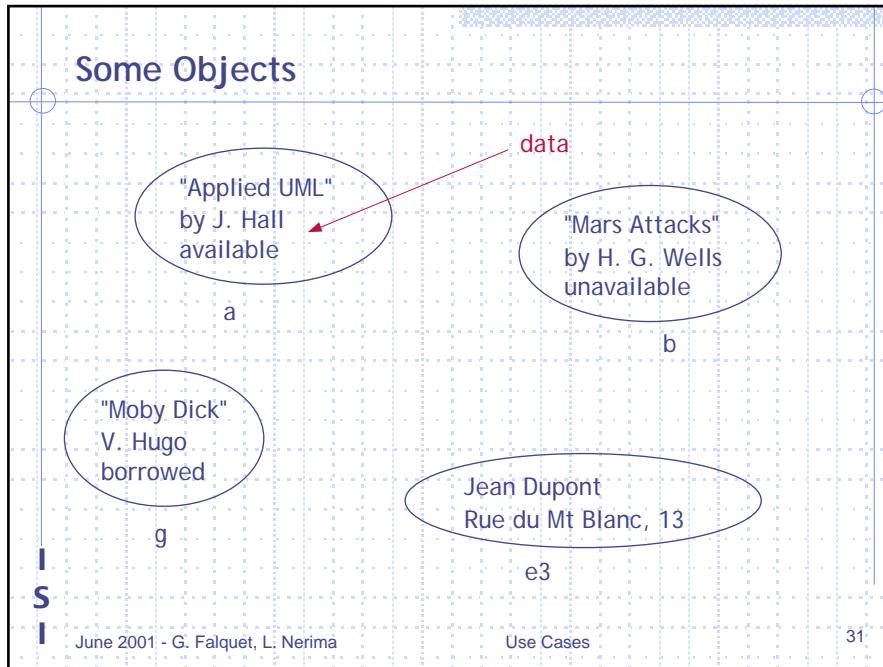 Some Objects
data
"Applied UML"
by J. Hall
available
a
"Mars Attacks"
by H. G. Wells
unavailable
b
"Moby Dick"
V. Hugo
borrowed
g
Jean Dupont
Rue du Mt Blanc, 13
e3
I
S
I
June 2001 - G. Falquet, L. Nerima
Use Cases
31